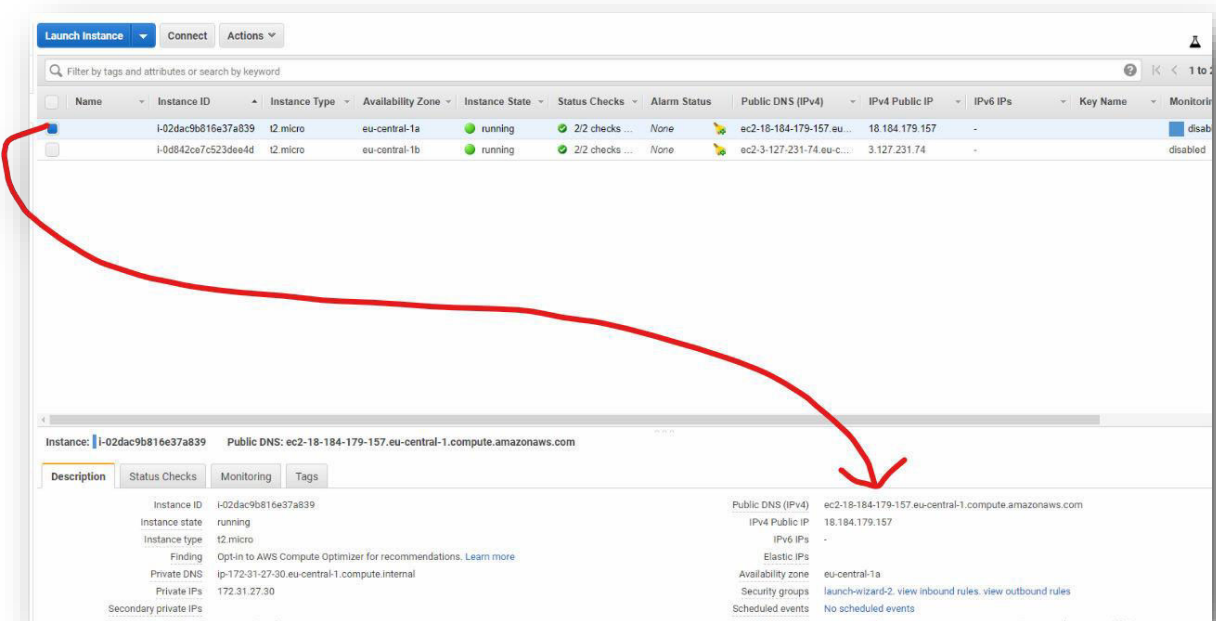 Launch Instance Connect Actions
Filter by tags and attributes or search by keyword 1 to 2
Name Instance ID Instance Type Availability Zone Instance State Status Checks Alarm Status Public DNS (IPv4) IPv4 Public IP IPv6 IPs Key Name Monitorin
i-02dac9b816e37a839 t2.micro eu-central-1a running 2/2 checks ... None ec2-18-184-179-157.eu... 18.184.179.157 - disab
i-0d842ce7c523dee4d t2.micro eu-central-1b running 2/2 checks ... None ec2-3-127-231-74.eu-c... 3.127.231.74 - disabled
Instance: i-02dac9b816e37a839 Public DNS: ec2-18-184-179-157.eu-central-1.compute.amazonaws.com
Description Status Checks Monitoring Tags
Instance ID i-02dac9b816e37a839 Public DNS (IPv4) ec2-18-184-179-157.eu-central-1.compute.amazonaws.com
Instance state running IPv4 Public IP 18.184.179.157
Instance type t2.micro IPv6 IPs -
Finding Opt-in to AWS Compute Optimizer for recommendations. Learn more Elastic IPs
Private DNS ip-172-31-27-30.eu-central-1.compute.internal Availability zone eu-central-1a
Private IPs 172.31.27.30 Security groups launch-wizard-2. view inbound rules. view outbound rules
Secondary private IPs Scheduled events No scheduled events